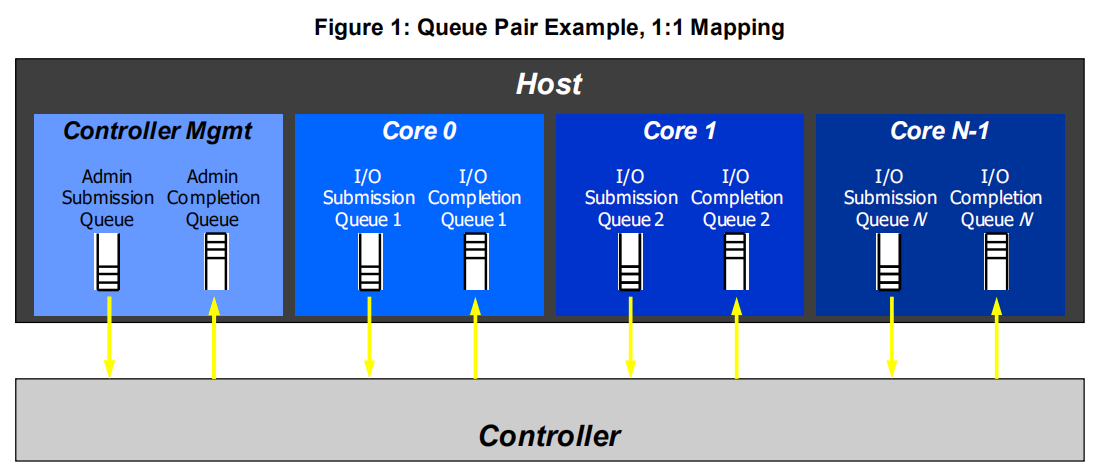 Figure 1: Queue Pair Example, 1:1 Mapping
Host
Controller Mgmt
Admin
Submission
Queue
Admin
Completion
Queue
Core 0
I/O
Submission
Queue 1
I/O
Completion
Queue 1
Core 1
I/O
Submission
Queue 2
I/O
Completion
Queue 2
Core N-1
I/O
Submission
Queue N
I/O
Completion
Queue N
Controller